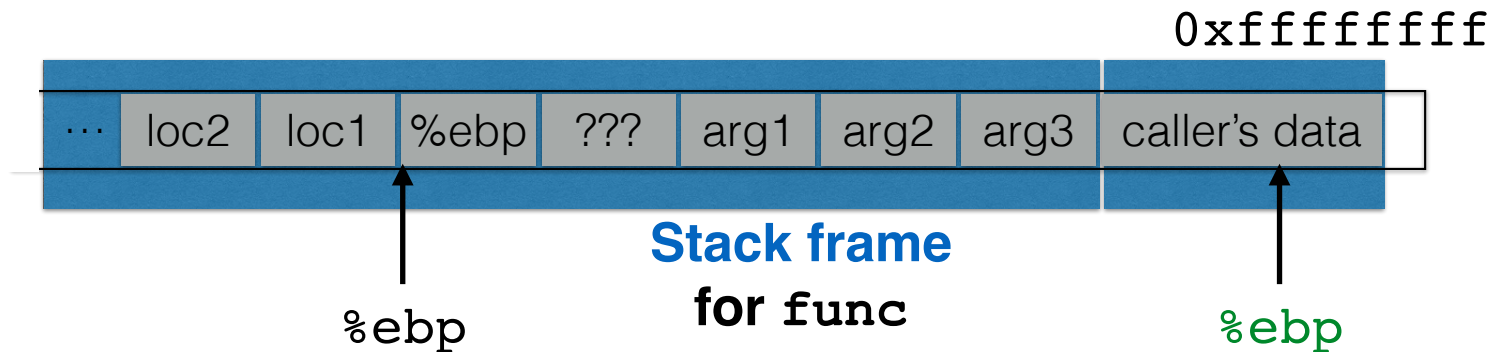 0xffffffff
... loc2 loc1 %ebp ??? arg1 arg2 arg3 caller’s data
Stack frame
for func
%ebp %ebp